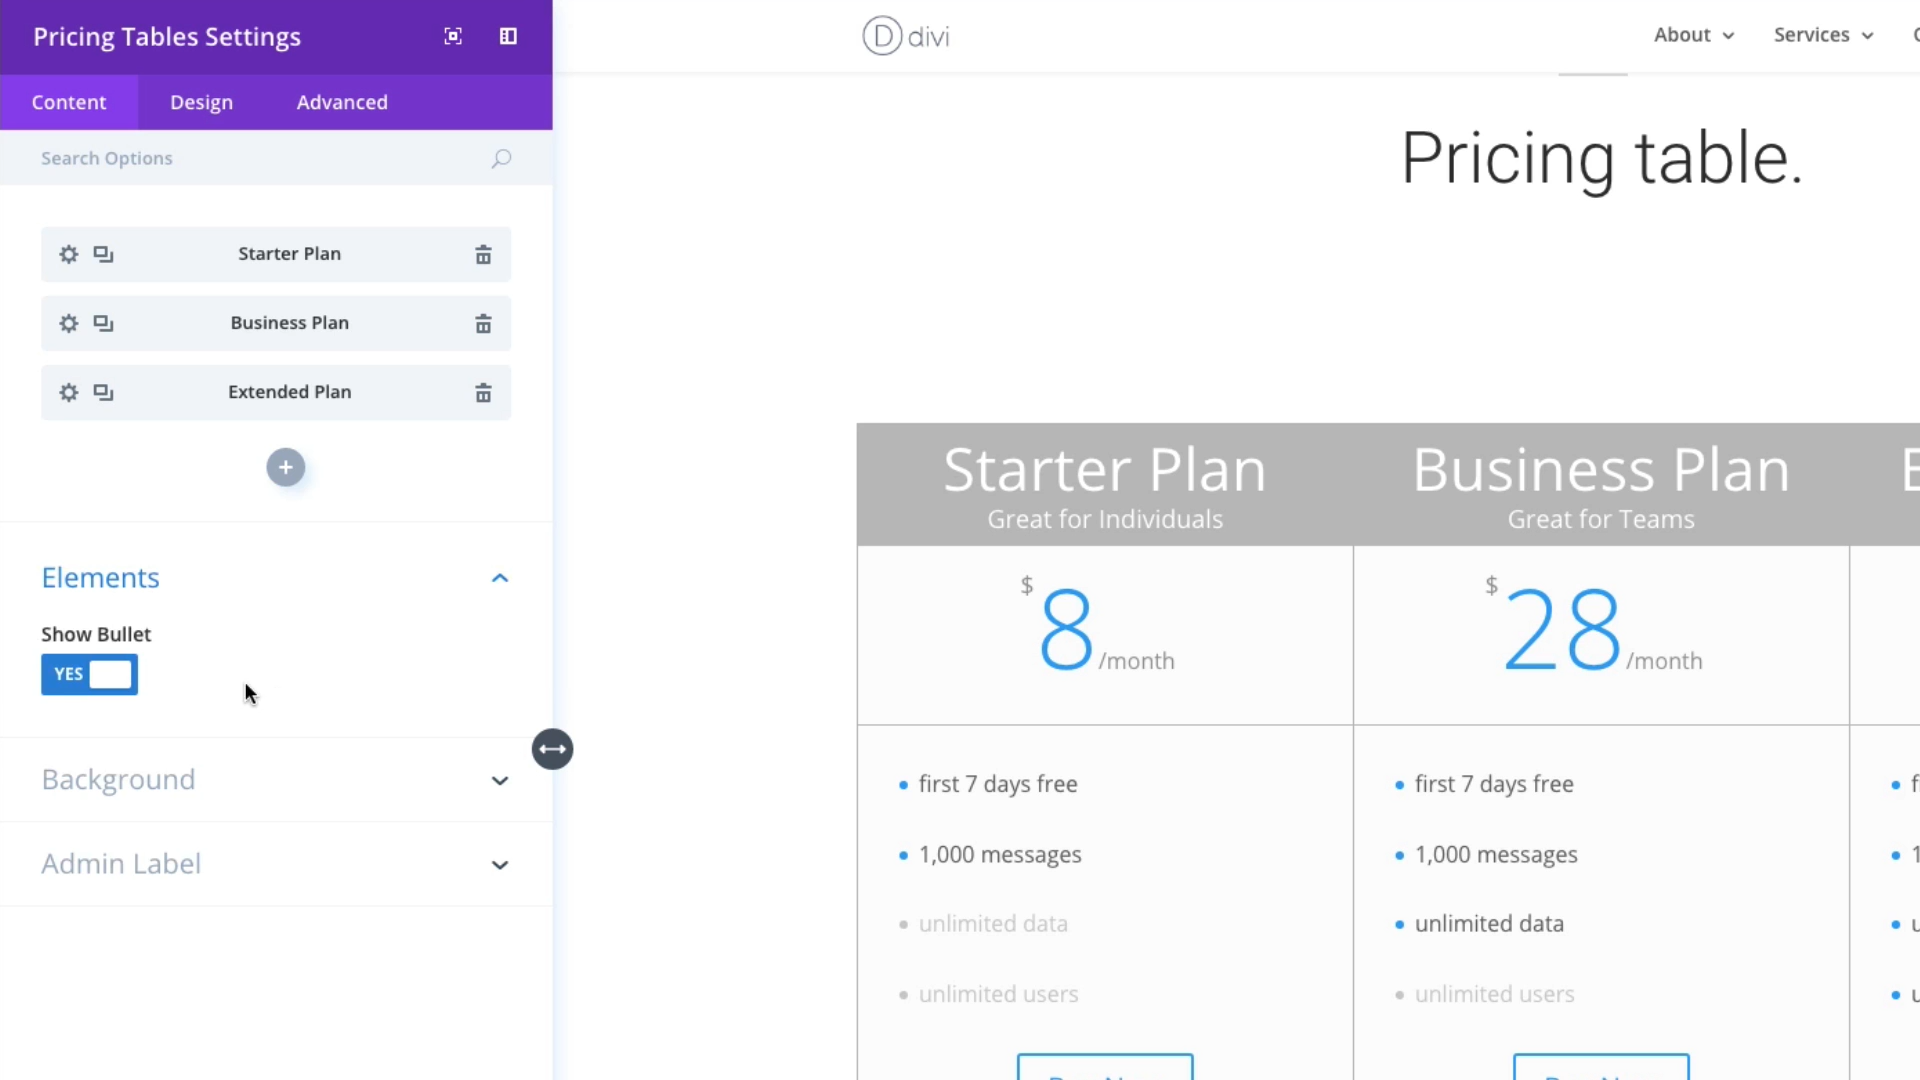 Pricing Tables Settings
Content Design Advanced
Search Options
Starter Plan
Business Plan
Extended Plan
Elements
Show Bullet
YES
Background
Admin Label
D divi
About Services
Pricing table.
Starter Plan
Great for Individuals
$ 8 /month
first 7 days free
1,000 messages
unlimited data
unlimited users
Business Plan
Great for Teams
$ 28 /month
first 7 days free
1,000 messages
unlimited data
unlimited users